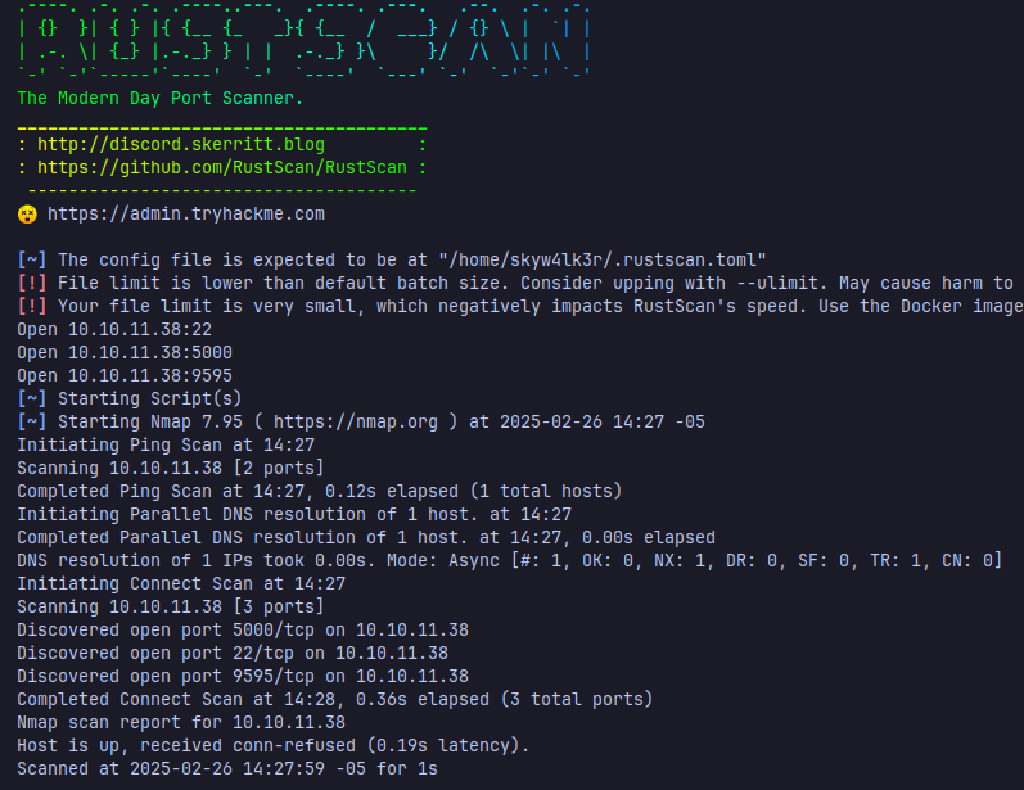 .----. .-. .-. .----..---.  .----. .---.   .--.  .-. .-.
| {}  }| { } |{ {__ {_   _}{ {__  /  ___} / {} \ |  `| |
| .-. \| {_} |.-._} } | |  .-._} }\     }/  /\  \| |\  |
`-' `-'`-----'`----'  `-'  `----'  `---' `-'  `-'`-' `-'
The Modern Day Port Scanner.
________________________________________
: http://discord.skerritt.blog         :
: https://github.com/RustScan/RustScan :
 --------------------------------------
😵 https://admin.tryhackme.com
[~] The config file is expected to be at "/home/skyw4lk3r/.rustscan.toml"
[!] File limit is lower than default batch size. Consider upping with --ulimit. May cause harm to
[!] Your file limit is very small, which negatively impacts RustScan's speed. Use the Docker image
Open 10.10.11.38:22
Open 10.10.11.38:5000
Open 10.10.11.38:9595
[~] Starting Script(s)
[~] Starting Nmap 7.95 ( https://nmap.org ) at 2025-02-26 14:27 -05
Initiating Ping Scan at 14:27
Scanning 10.10.11.38 [2 ports]
Completed Ping Scan at 14:27, 0.12s elapsed (1 total hosts)
Initiating Parallel DNS resolution of 1 host. at 14:27
Completed Parallel DNS resolution of 1 host. at 14:27, 0.00s elapsed
DNS resolution of 1 IPs took 0.00s. Mode: Async [#: 1, OK: 0, NX: 1, DR: 0, SF: 0, TR: 1, CN: 0]
Initiating Connect Scan at 14:27
Scanning 10.10.11.38 [3 ports]
Discovered open port 5000/tcp on 10.10.11.38
Discovered open port 22/tcp on 10.10.11.38
Discovered open port 9595/tcp on 10.10.11.38
Completed Connect Scan at 14:28, 0.36s elapsed (3 total ports)
Nmap scan report for 10.10.11.38
Host is up, received conn-refused (0.19s latency).
Scanned at 2025-02-26 14:27:59 -05 for 1s